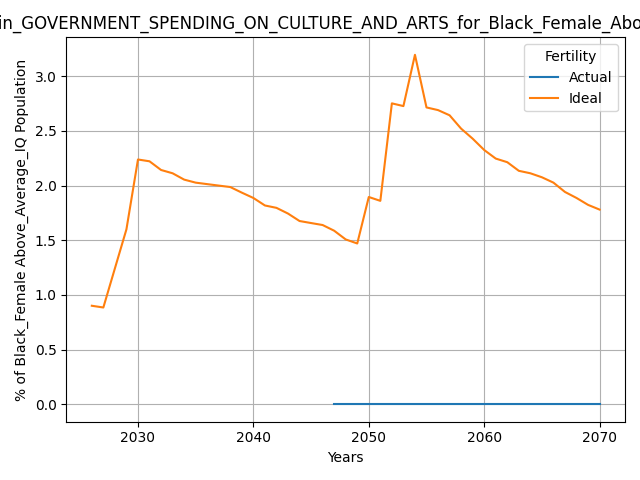 in_GOVERNMENT_SPENDING_ON_CULTURE_AND_ARTS_for_Black_Female_Abo
Fertility
Actual
Ideal
% of Black_Female Above_Average_IQ Population
3.0
2.5
2.0
1.5
1.0
0.5
0.0
2030 2040 2050 2060 2070
Years